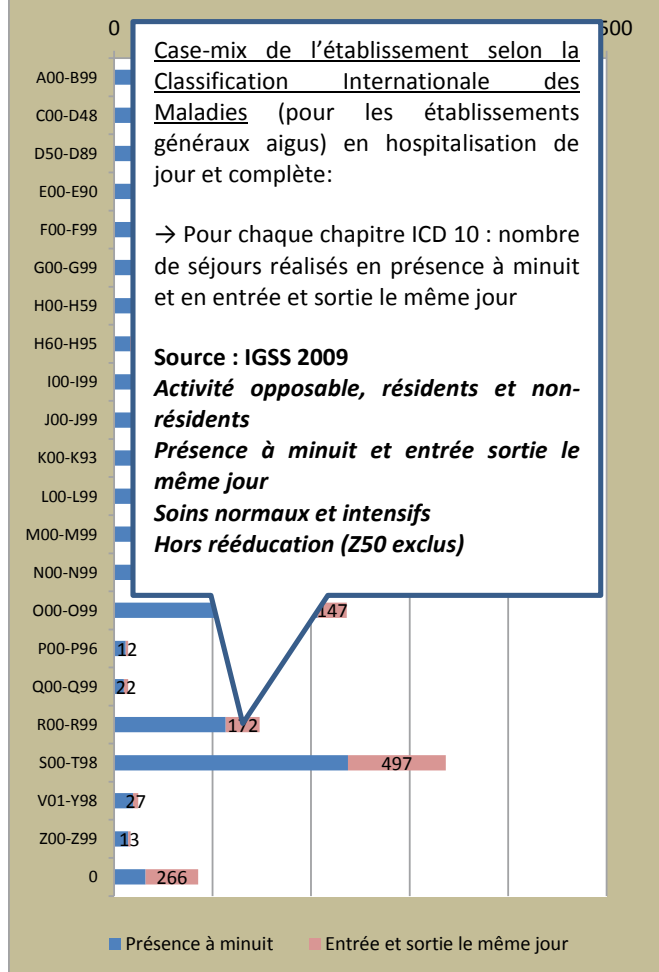 0
500
Case-mix de l’établissement selon la
Classification Internationale des
Maladies (pour les établissements
généraux aigus) en hospitalisation de
jour et complète:
→ Pour chaque chapitre ICD 10 : nombre
de séjours réalisés en présence à minuit
et en entrée et sortie le même jour
Source : IGSS 2009
Activité opposable, résidents et non-
résidents
Présence à minuit et entrée sortie le
même jour
Soins normaux et intensifs
Hors rééducation (Z50 exclus)
A00-B99
C00-D48
D50-D89
E00-E90
F00-F99
G00-G99
H00-H59
H60-H95
I00-I99
J00-J99
K00-K93
L00-L99
M00-M99
N00-N99
O00-O99 147
P00-P96 12
Q00-Q99 22
R00-R99 172
S00-T98 497
V01-Y98 27
Z00-Z99 13
0 266
Présence à minuit Entrée et sortie le même jour